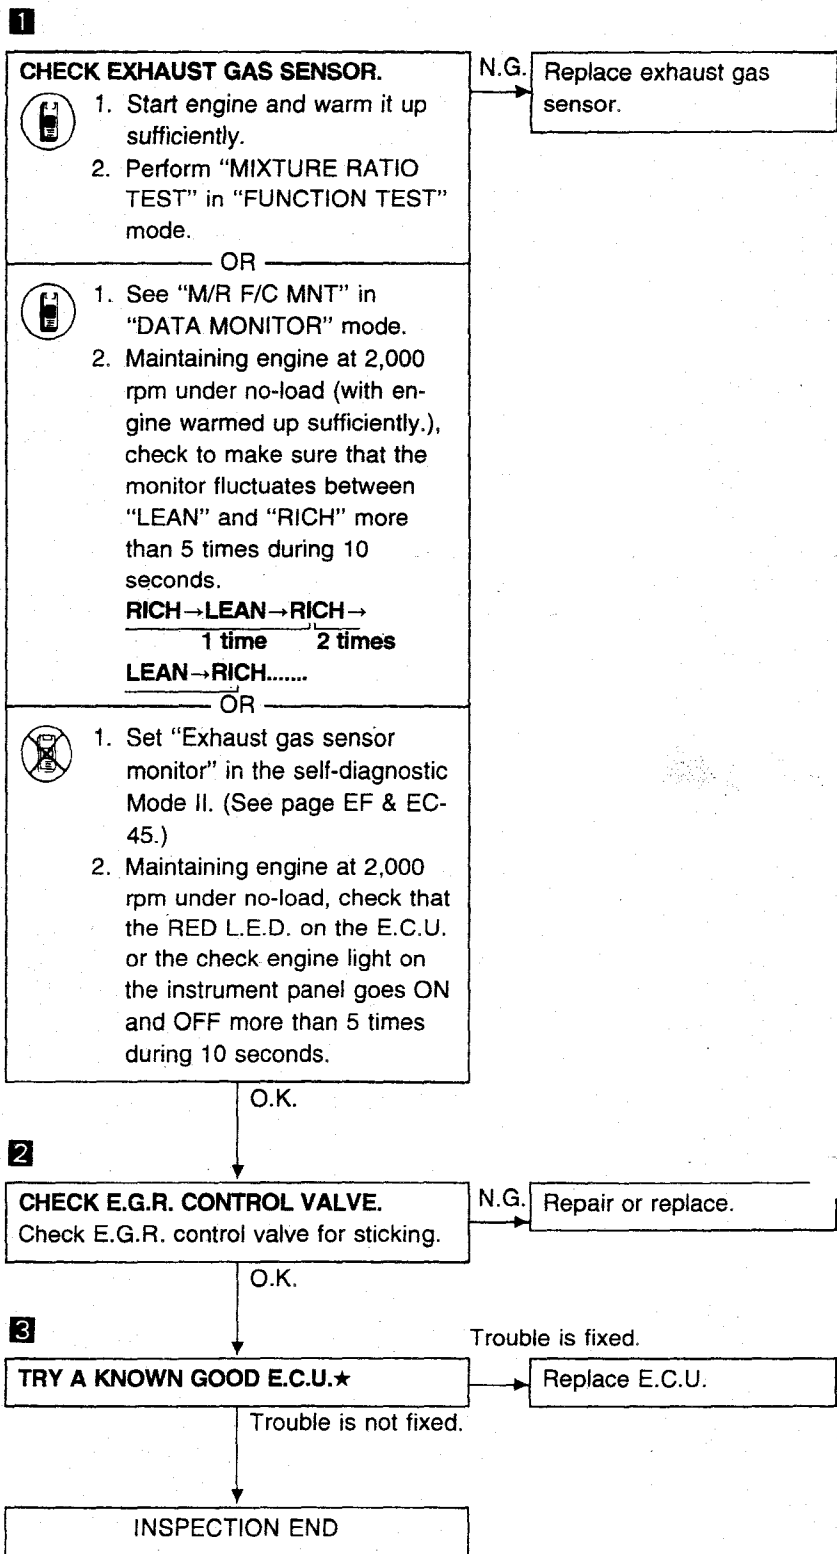 1
CHECK EXHAUST GAS SENSOR.
1. Start engine and warm it up
sufficiently.
2. Perform “MIXTURE RATIO
TEST” in “FUNCTION TEST”
mode.
N.G.
Replace exhaust gas
sensor.
OR
1. See “M/R F/C MNT” in
“DATA MONITOR” mode.
2. Maintaining engine at 2,000
rpm under no-load (with en-
gine warmed up sufficiently.),
check to make sure that the
monitor fluctuates between
“LEAN” and “RICH” more
than 5 times during 10
seconds.
RICH→LEAN→RICH→
1 time 2 times
LEAN→RICH.......
OR
1. Set “Exhaust gas sensor
monitor” in the self-diagnostic
Mode II. (See page EF & EC-
45.)
2. Maintaining engine at 2,000
rpm under no-load, check that
the RED L.E.D. on the E.C.U.
or the check engine light on
the instrument panel goes ON
and OFF more than 5 times
during 10 seconds.
O.K.
2
CHECK E.G.R. CONTROL VALVE.
Check E.G.R. control valve for sticking.
N.G.
Repair or replace.
O.K.
3
TRY A KNOWN GOOD E.C.U.★
Trouble is fixed.
Replace E.C.U.
Trouble is not fixed.
INSPECTION END